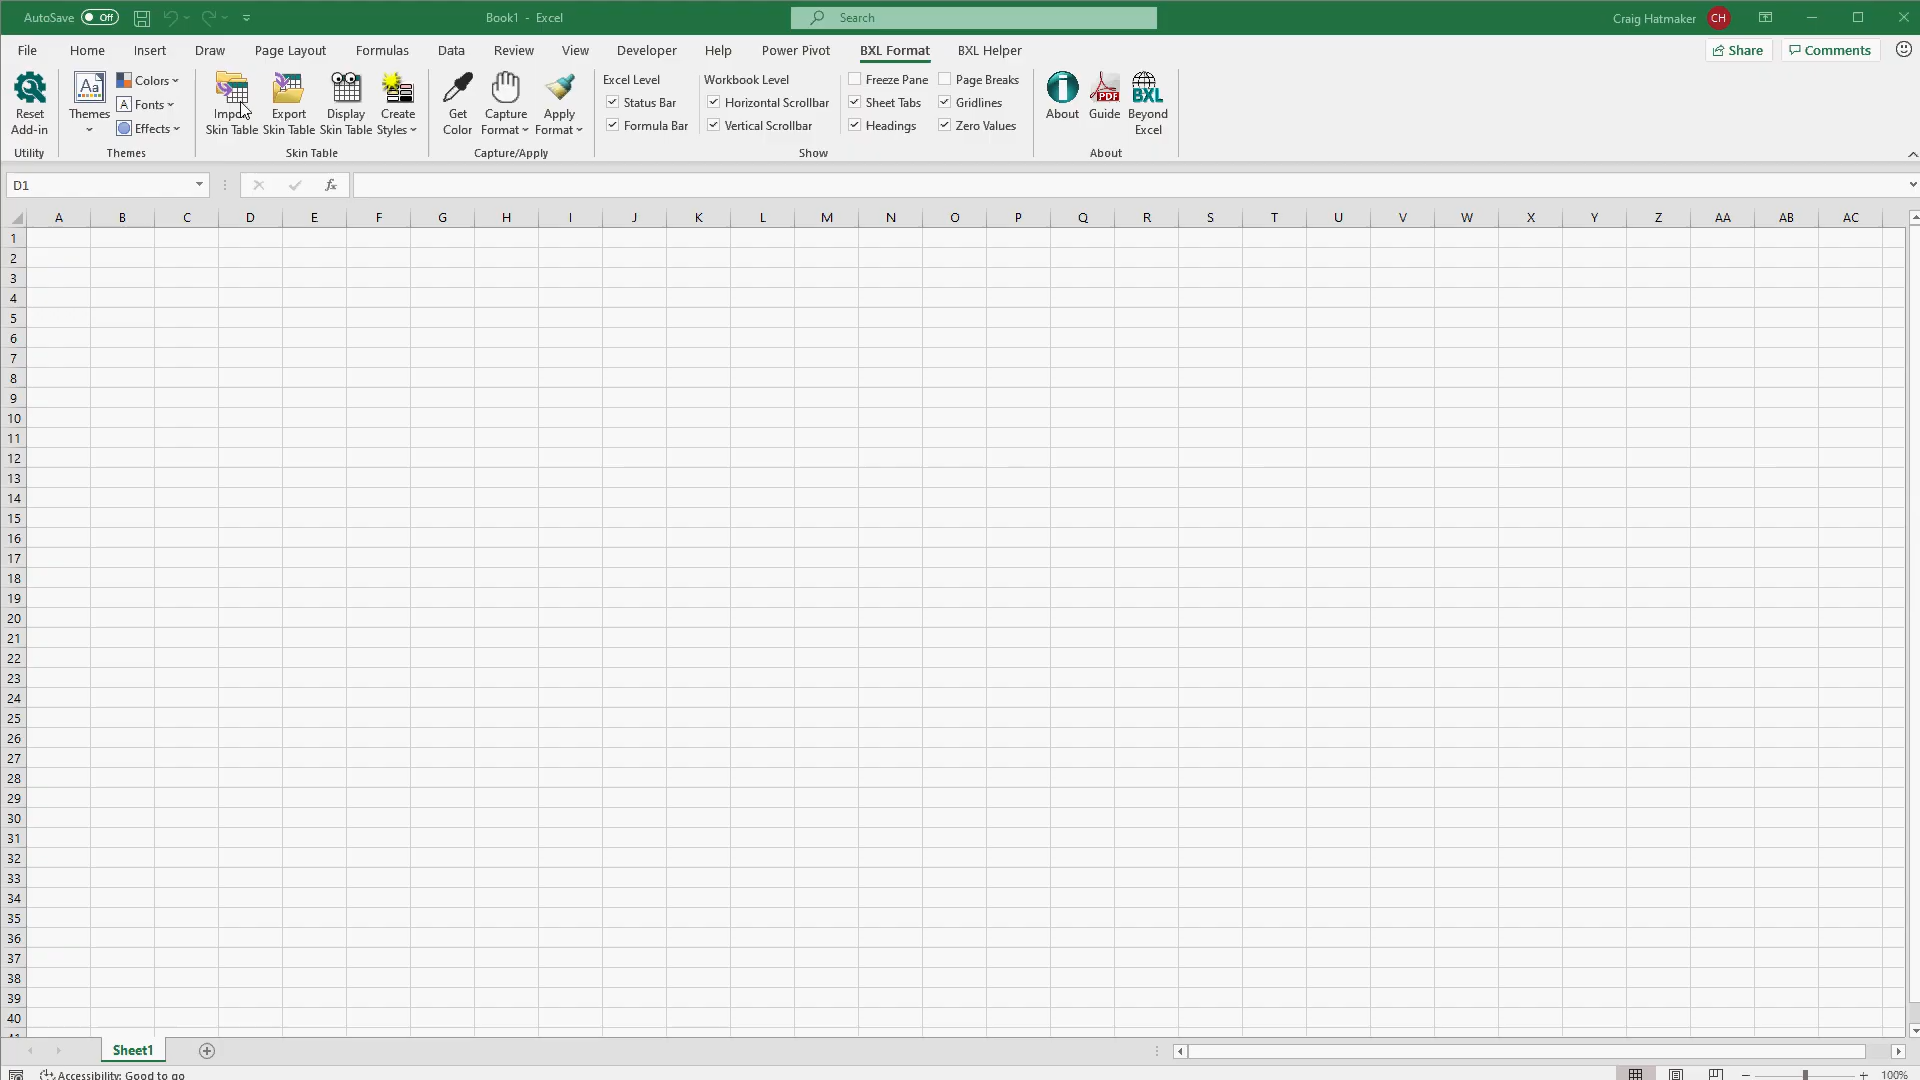 AutoSave Off Book1 - Excel Search Craig Hatmaker CH
File Home Insert Draw Page Layout Formulas Data Review View Developer Help Power Pivot BXL Format BXL Helper Share Comments
Reset Add-in
Utility
Themes
Colors
Fonts
Effects
Themes
Skin Table
Export Skin Table
Display Skin Table
Create Styles
Skin Table
Get Color
Capture Format
Apply Format
Capture/Apply
Excel Level
Status Bar
Formula Bar
Workbook Level
Horizontal Scrollbar
Vertical Scrollbar
Freeze Pane
Sheet Tabs
Headings
Page Breaks
Gridlines
Zero Values
Show
About
PDF
Guide
BXL
Beyond Excel
About
D1 fx
A B C D E F G H I J K L M N O P Q R S T U V W X Y Z AA AB AC
1
2
3
4
5
6
7
8
9
10
11
12
13
14
15
16
17
18
19
20
21
22
23
24
25
26
27
28
29
30
31
32
33
34
35
36
37
38
39
40
Sheet1
Accessibility: Good to go 100%